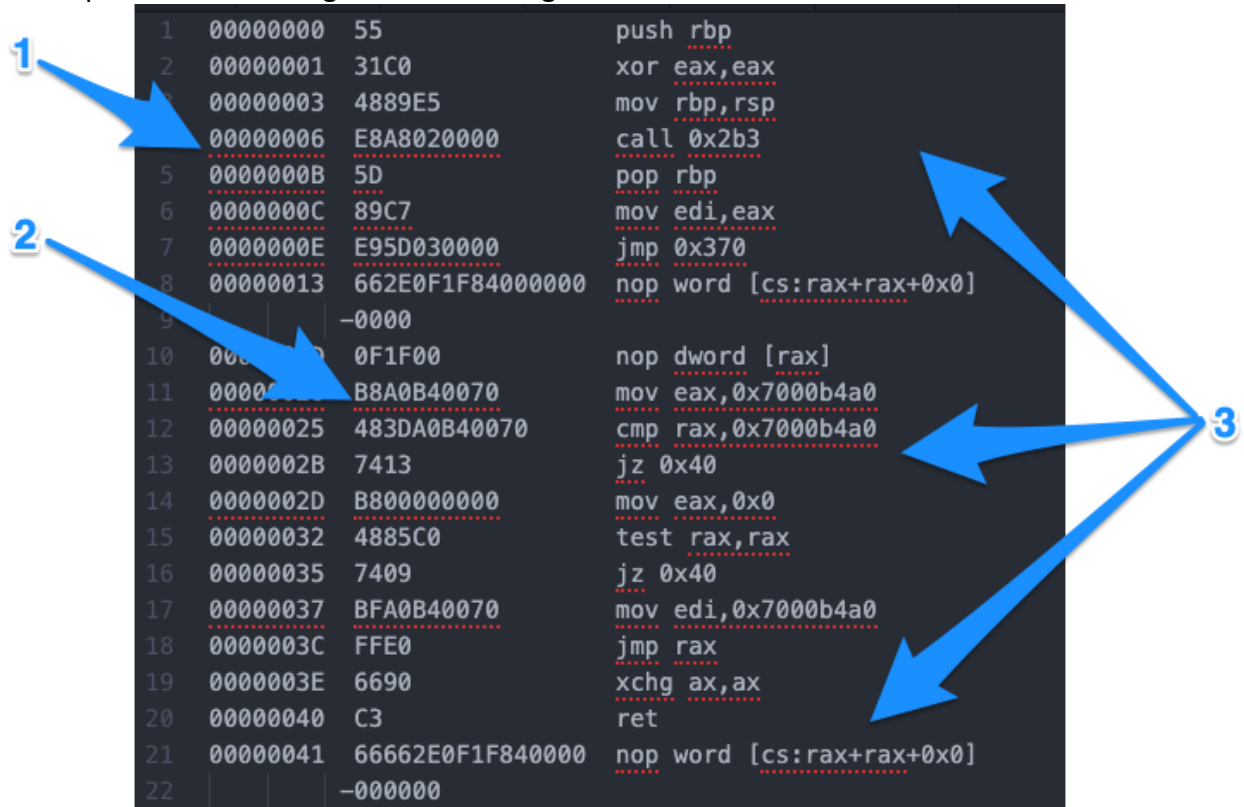 1 00000000 55 push rbp
2 00000001 31C0 xor eax,eax
00000003 4889E5 mov rbp,rsp
00000006 E8A8020000 call 0x2b3
5 0000000B 5D pop rbp
6 0000000C 89C7 mov edi,eax
7 0000000E E95D030000 jmp 0x370
8 00000013 662E0F1F84000000 nop word [cs:rax+rax+0x0]
9 -0000
10 0F1F00 nop dword [rax]
11 B8A0B40070 mov eax,0x7000b4a0
12 00000025 483DA0B40070 cmp rax,0x7000b4a0
13 0000002B 7413 jz 0x40
14 0000002D B800000000 mov eax,0x0
15 00000032 4885C0 test rax,rax
16 00000035 7409 jz 0x40
17 00000037 BFA0B40070 mov edi,0x7000b4a0
18 0000003C FFE0 jmp rax
19 0000003E 6690 xchg ax,ax
20 00000040 C3 ret
21 00000041 66662E0F1F840000 nop word [cs:rax+rax+0x0]
22 -000000
1
2
3